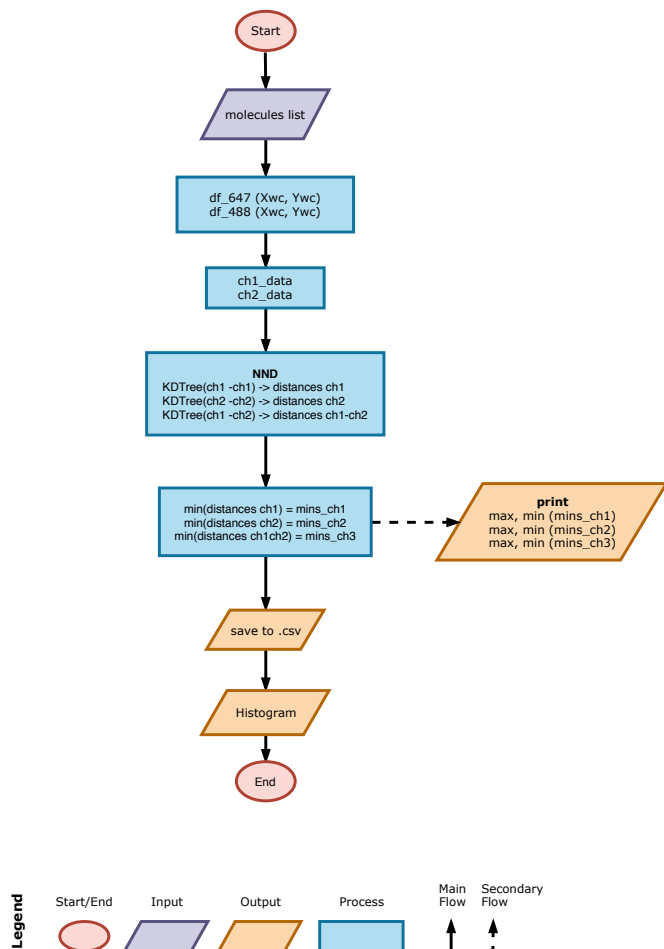 Start
molecules list
df_647 (Xwc, Ywc)
df_488 (Xwc, Ywc)
ch1_data
ch2_data
NND
KDTree(ch1 -ch1) -> distances ch1
KDTree(ch2 -ch2) -> distances ch2
KDTree(ch1 -ch2) -> distances ch1-ch2
min(distances ch1) = mins_ch1
min(distances ch2) = mins_ch2
min(distances ch1ch2) = mins_ch3
print
max, min (mins_ch1)
max, min (mins_ch2)
max, min (mins_ch3)
save to .csv
Histogram
End
Legend
Start/End
Input
Output
Process
Main
Flow
Secondary
Flow